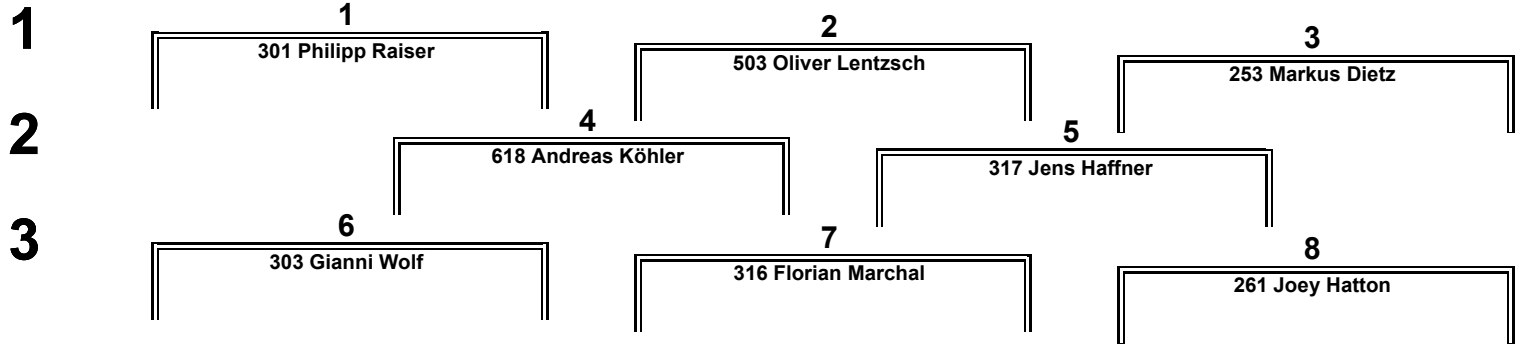 1
1
301 Philipp Raiser
2
503 Oliver Lentzsch
3
253 Markus Dietz
2
4
618 Andreas Köhler
5
317 Jens Haffner
3
6
303 Gianni Wolf
7
316 Florian Marchal
8
261 Joey Hatton